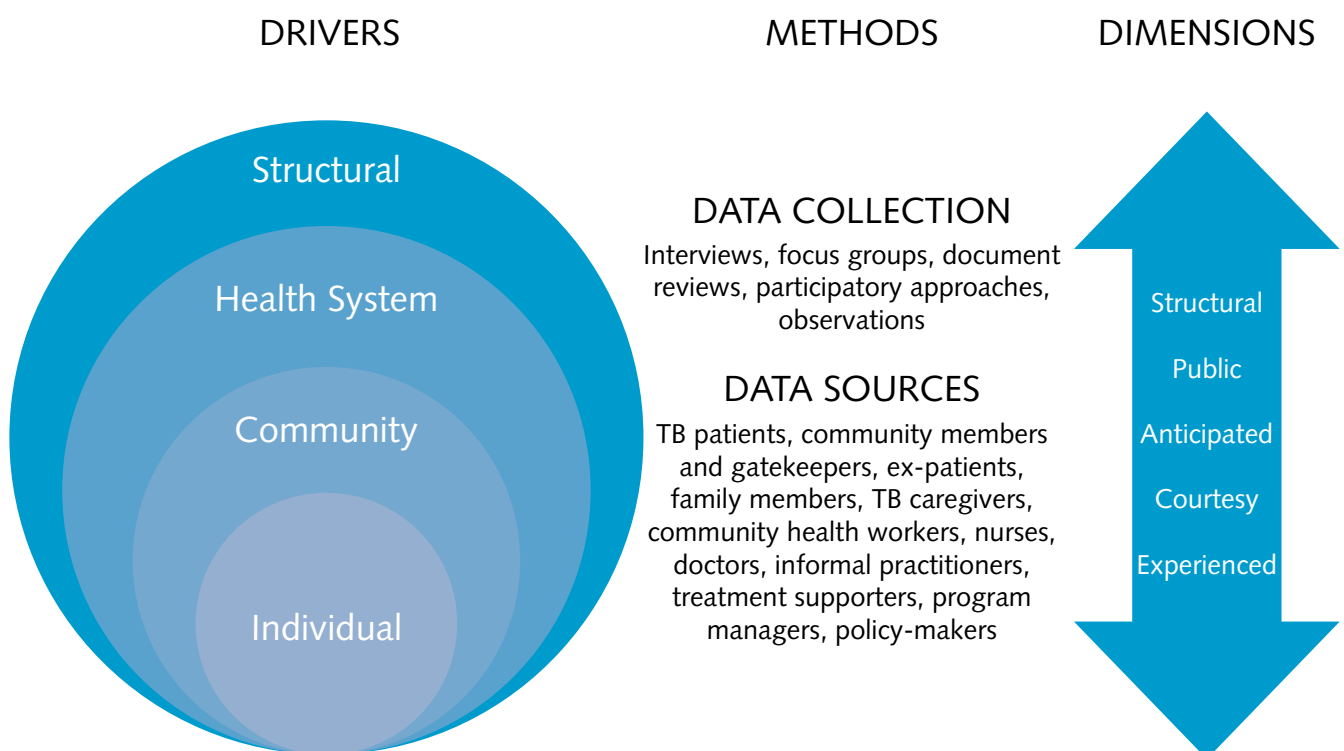 DRIVERS
METHODS
DIMENSIONS
Structural
Health System
Community
Individual
DATA COLLECTION
Interviews, focus groups, document
reviews, participatory approaches,
observations
DATA SOURCES
TB patients, community members
and gatekeepers, ex-patients,
family members, TB caregivers,
community health workers, nurses,
doctors, informal practitioners,
treatment supporters, program
managers, policy-makers
Structural
Public
Anticipated
Courtesy
Experienced